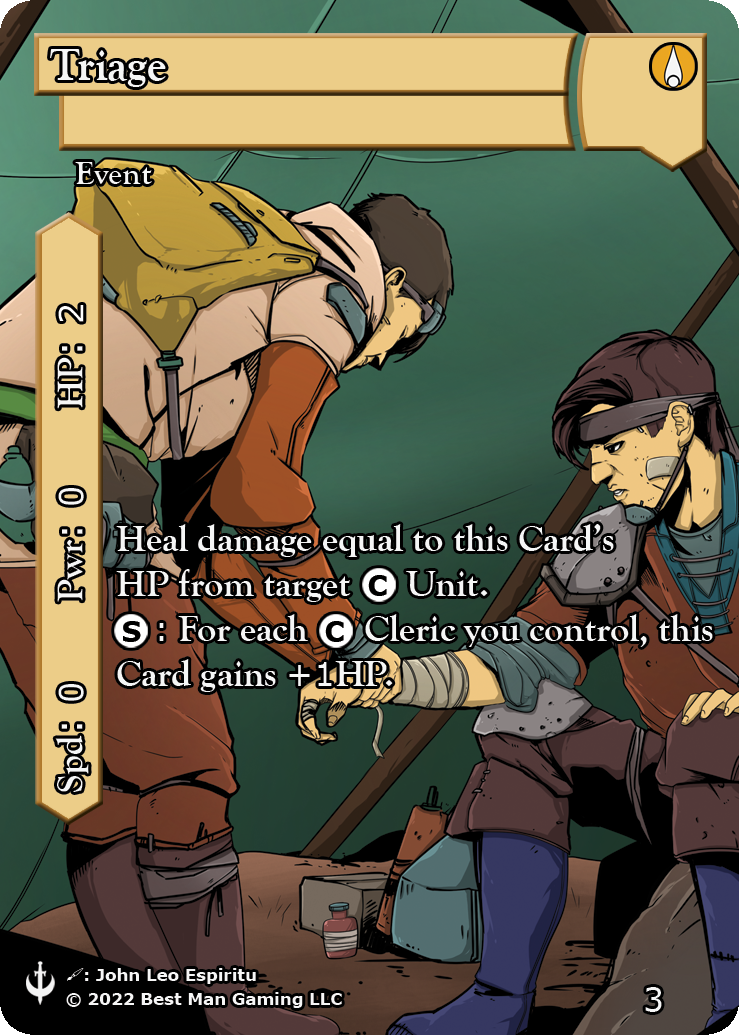 Triage
Event
HP: 2
Pwr: 0
Spd: 0
Heal damage equal to this Card's
HP from target C Unit.
S : For each C Cleric you control, this
Card gains +1HP.
: John Leo Espiritu
© 2022 Best Man Gaming LLC
3